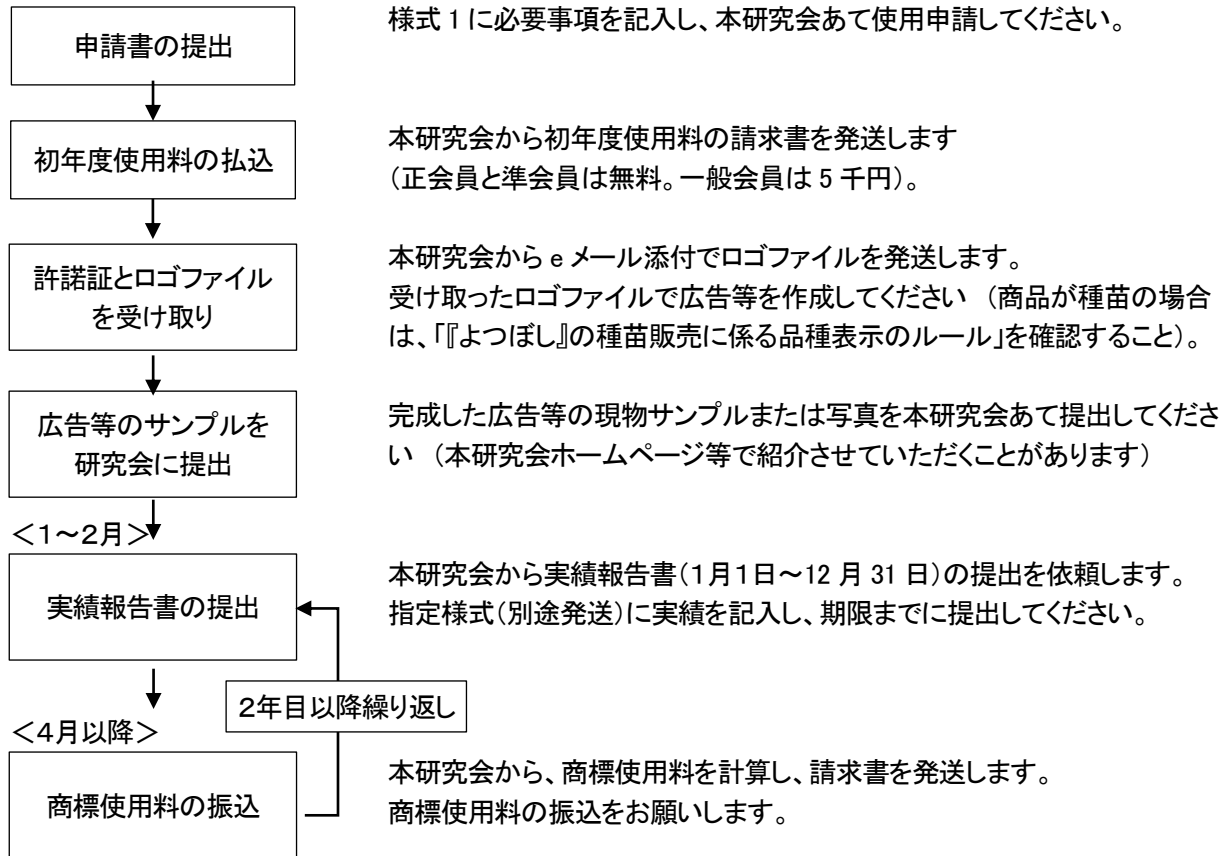 申請書の提出
様式1に必要事項を記入し、本研究会あて使用申請してください。
初年度使用料の払込
本研究会から初年度使用料の請求書を発送します
（正会員と準会員は無料。一般会員は5千円）。
許諾証とロゴファイル
を受け取り
本研究会からeメール添付でロゴファイルを発送します。
受け取ったロゴファイルで広告等を作成してください （商品が種苗の場合
は、「『よつぼし』の種苗販売に係る品種表示のルール」を確認すること）。
広告等のサンプルを
研究会に提出
完成した広告等の現物サンプルまたは写真を本研究会あて提出してくださ
い （本研究会ホームページ等で紹介させていただくことがあります）
＜1～2月＞
実績報告書の提出
本研究会から実績報告書（1月1日～12月31日）の提出を依頼します。
指定様式（別途発送）に実績を記入し、期限までに提出してください。
2年目以降繰り返し
＜4月以降＞
商標使用料の振込
本研究会から、商標使用料を計算し、請求書を発送します。
商標使用料の振込をお願いします。